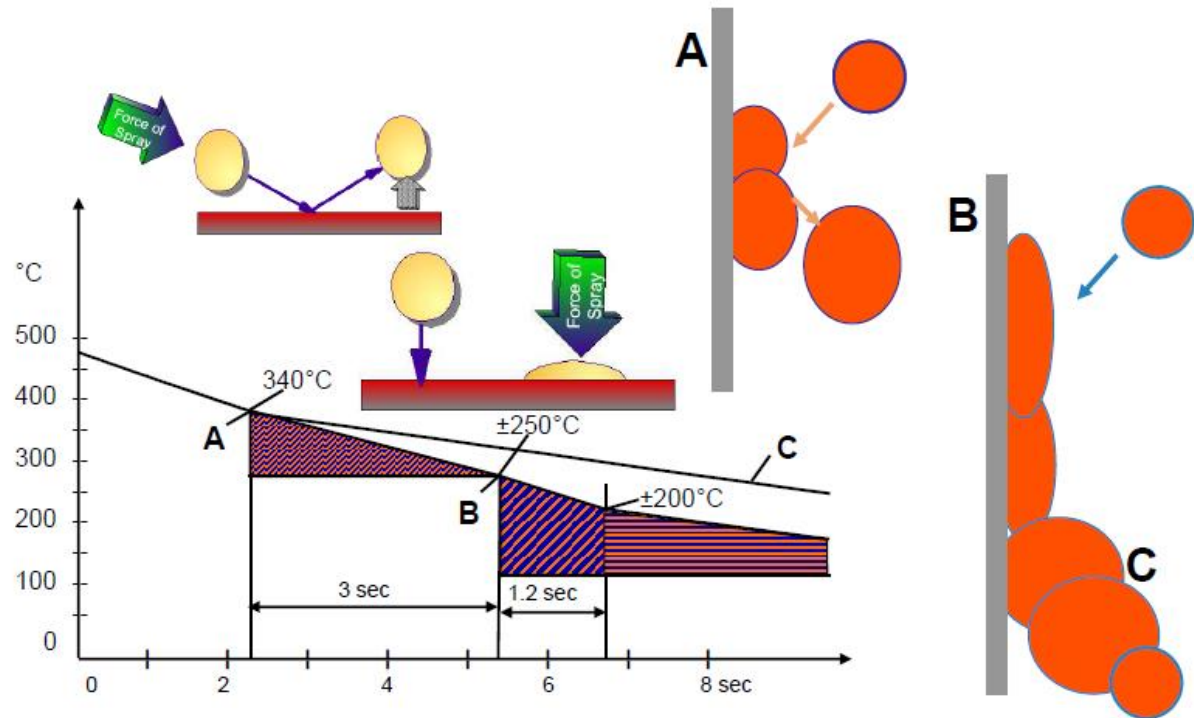 A
Force of
Spray
B
°C
Force of
Spray
500
340°C
400
A
±250°C
300
C
B
±200°C
C
200
100
3 sec
1.2 sec
0
0
2
4
6
8 sec